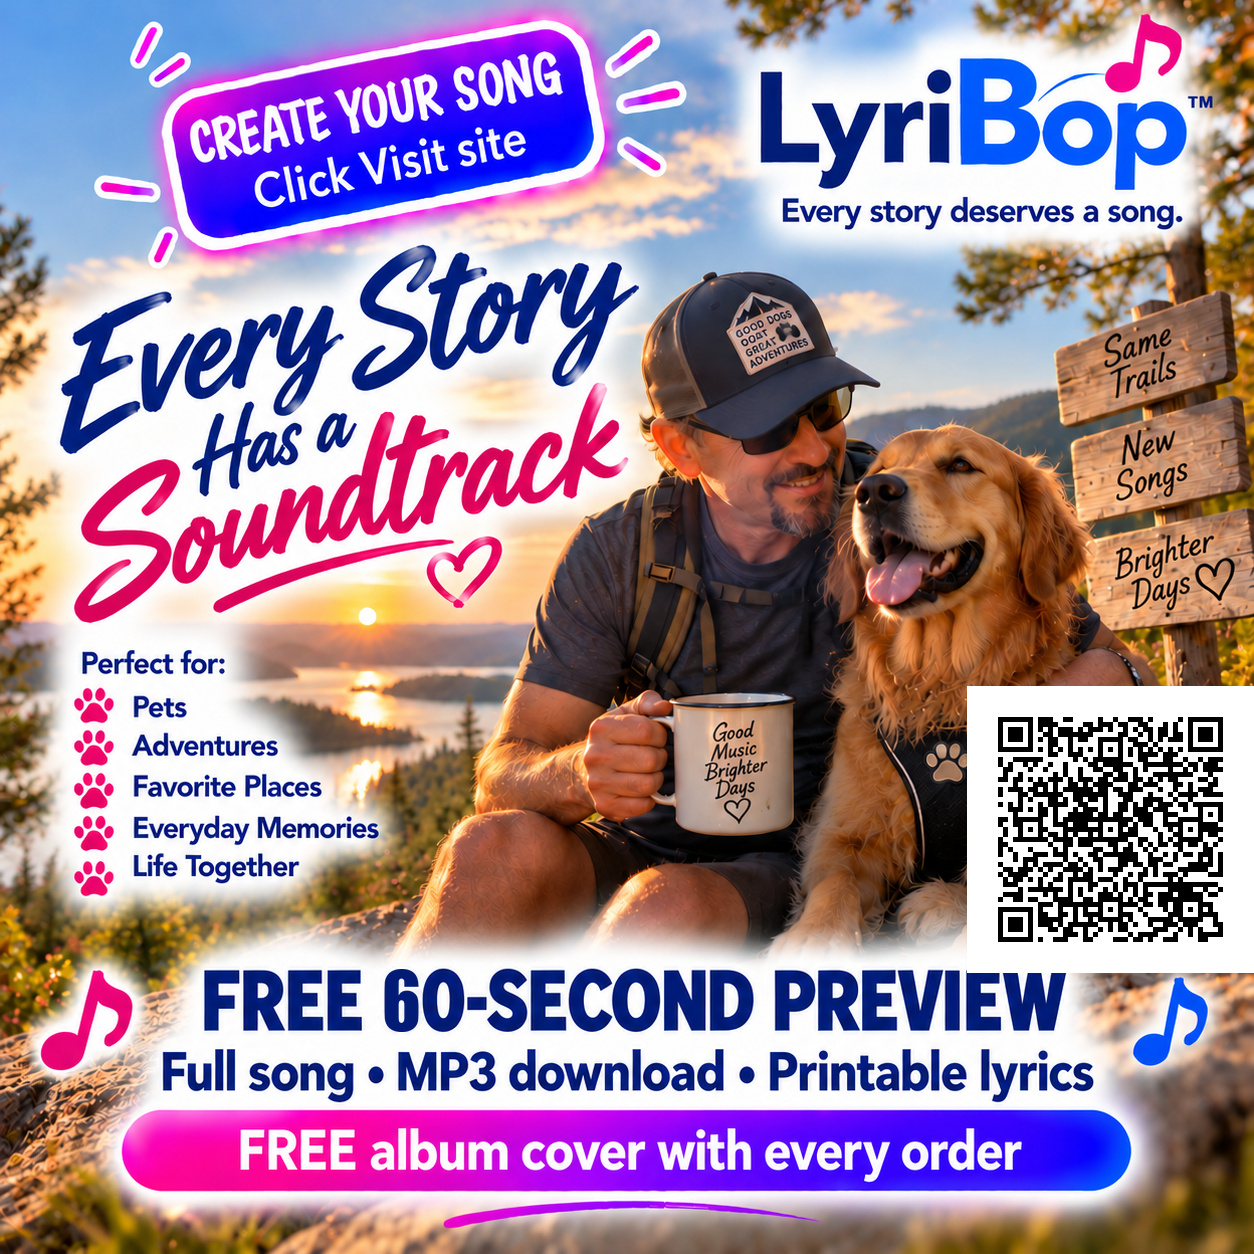 CREATE YOUR SONG
Click Visit site
LyriBop™
Every story deserves a song.
Every Story
Has a
Soundtrack
GOOD DOGS
DOAT
GREAT
ADVENTURES
Same
Trails
New
Songs
Brighter
Days
Perfect for:
Pets
Adventures
Favorite Places
Everyday Memories
Life Together
Good
Music
Brighter
Days
FREE 60-SECOND PREVIEW
Full song • MP3 download • Printable lyrics
FREE album cover with every order